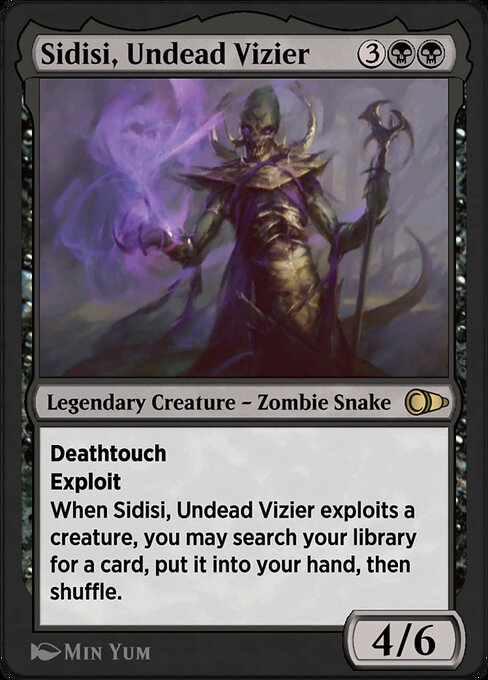 Sidisi, Undead Vizier 3
Legendary Creature – Zombie Snake
Deathtouch
Exploit
When Sidisi, Undead Vizier exploits a
creature, you may search your library
for a card, put it into your hand, then
shuffle.
4/6
Min Yum